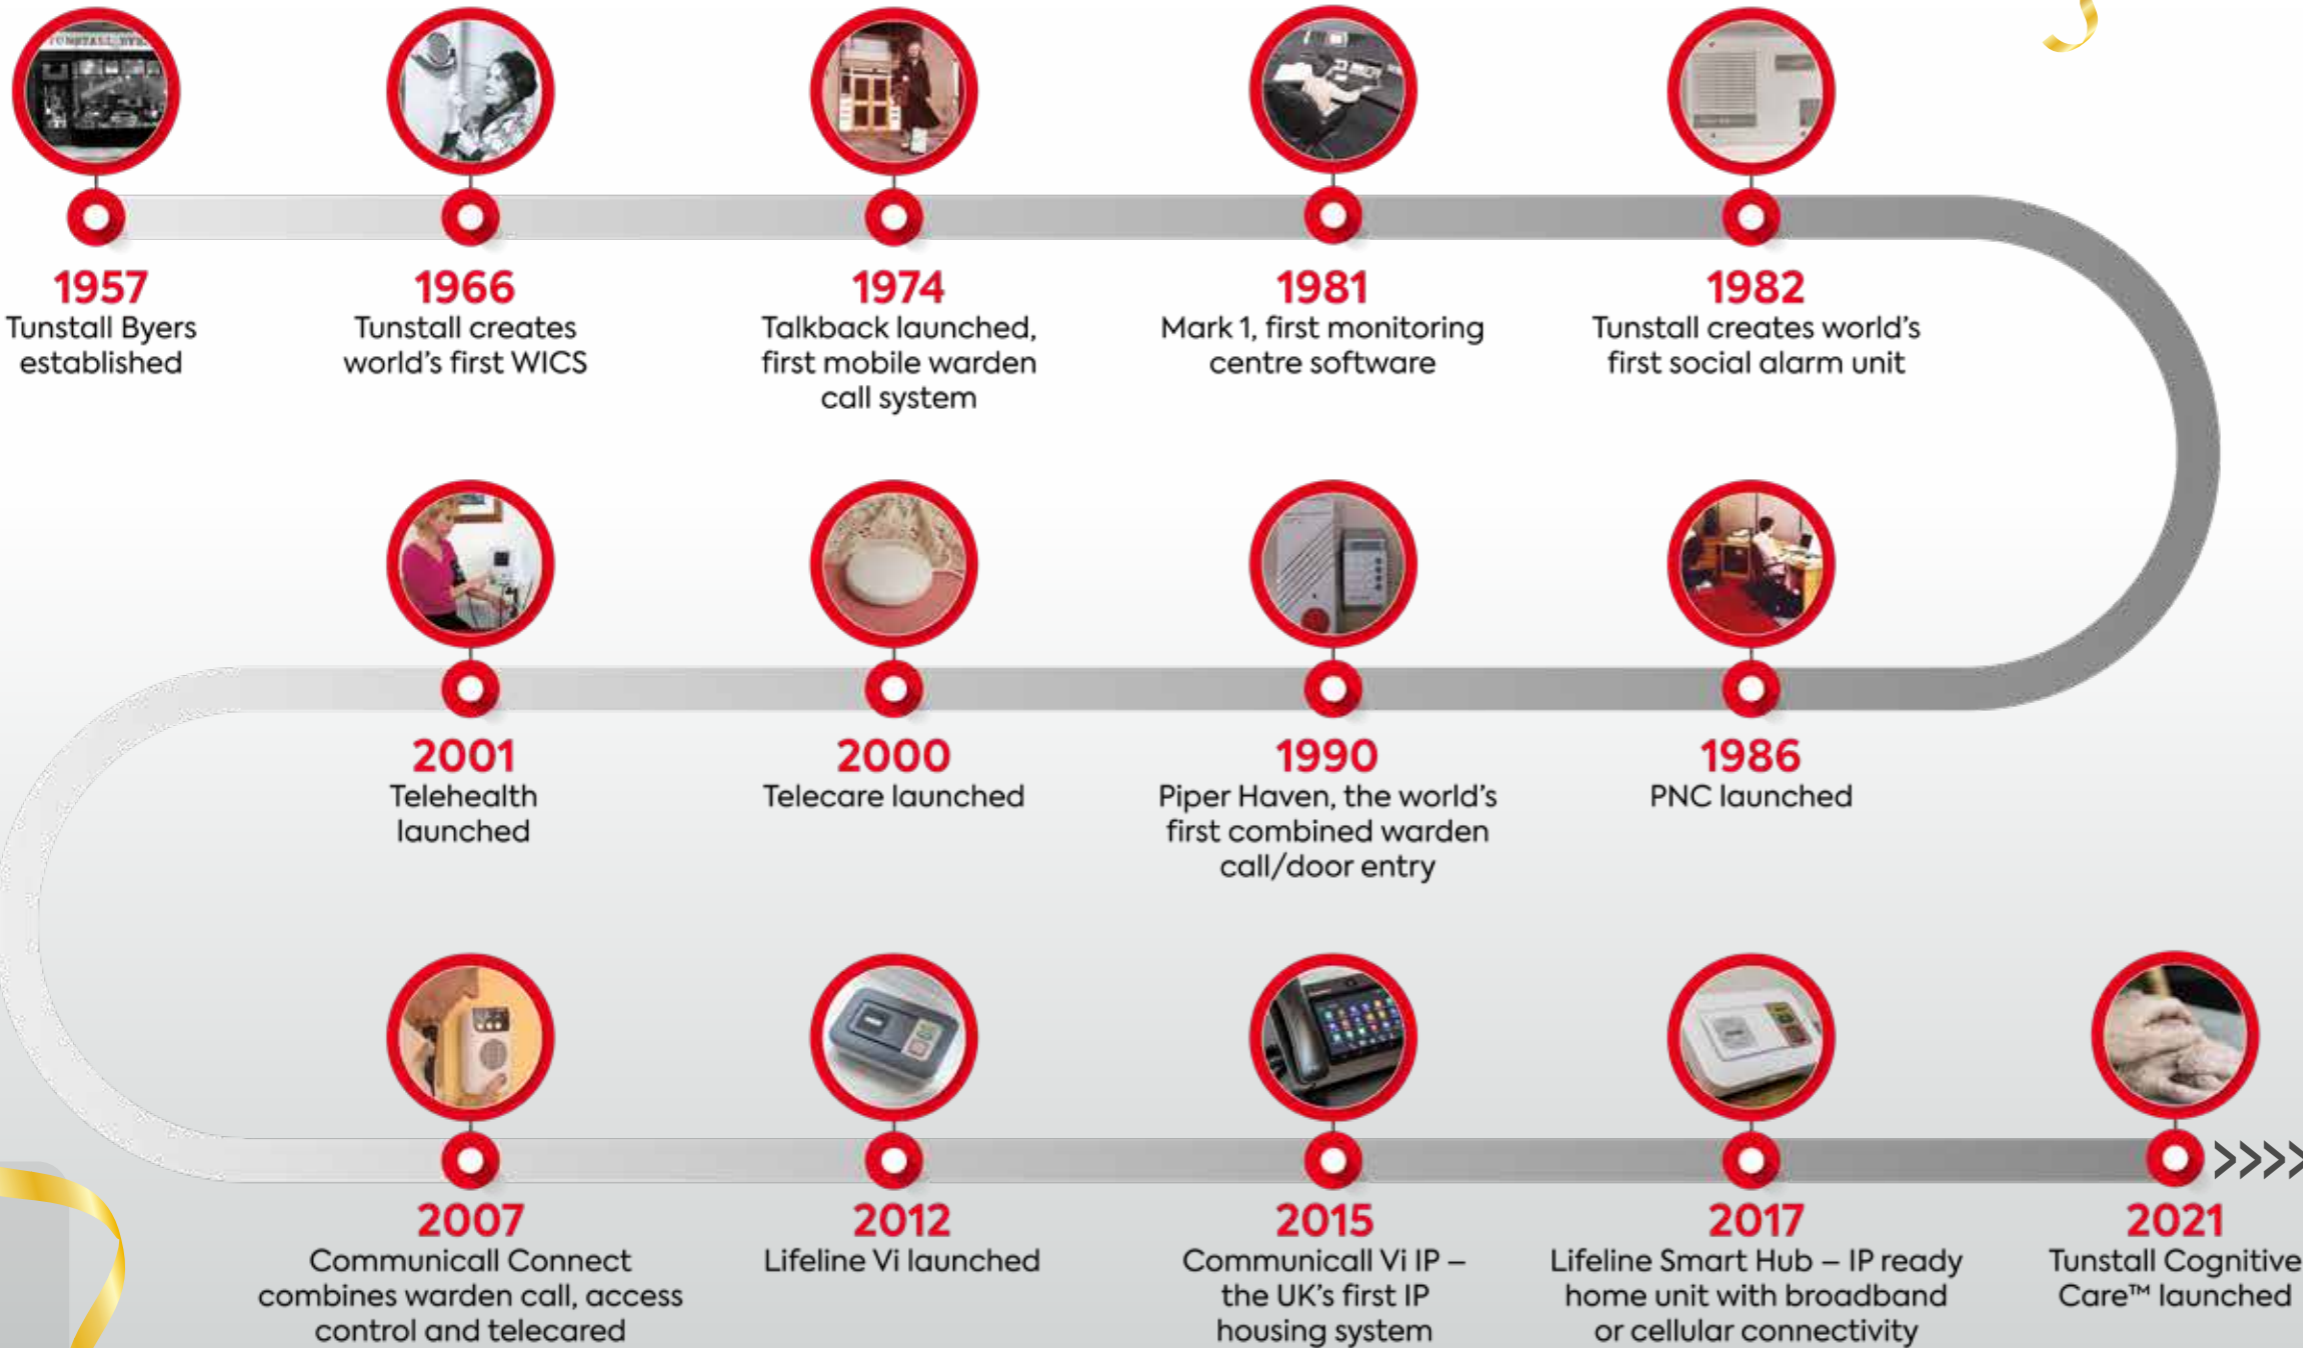 TUNSTALL BYE
1957
Tunstall Byers
established
1966
Tunstall creates
world's first WICS
1974
Talkback launched,
first mobile warden
call system
1981
Mark 1, first monitoring
centre software
1982
Tunstall creates world's
first social alarm unit
2001
Telehealth
launched
2000
Telecare launched
1990
Piper Haven, the world's
first combined warden
call/door entry
1986
PNC launched
2007
Communicall Connect
combines warden call, access
control and telecared
2012
Lifeline Vi launched
2015
Communicall Vi IP –
the UK's first IP
housing system
2017
Lifeline Smart Hub – IP ready
home unit with broadband
or cellular connectivity
>>>>
2021
Tunstall Cognitive
Care™ launched